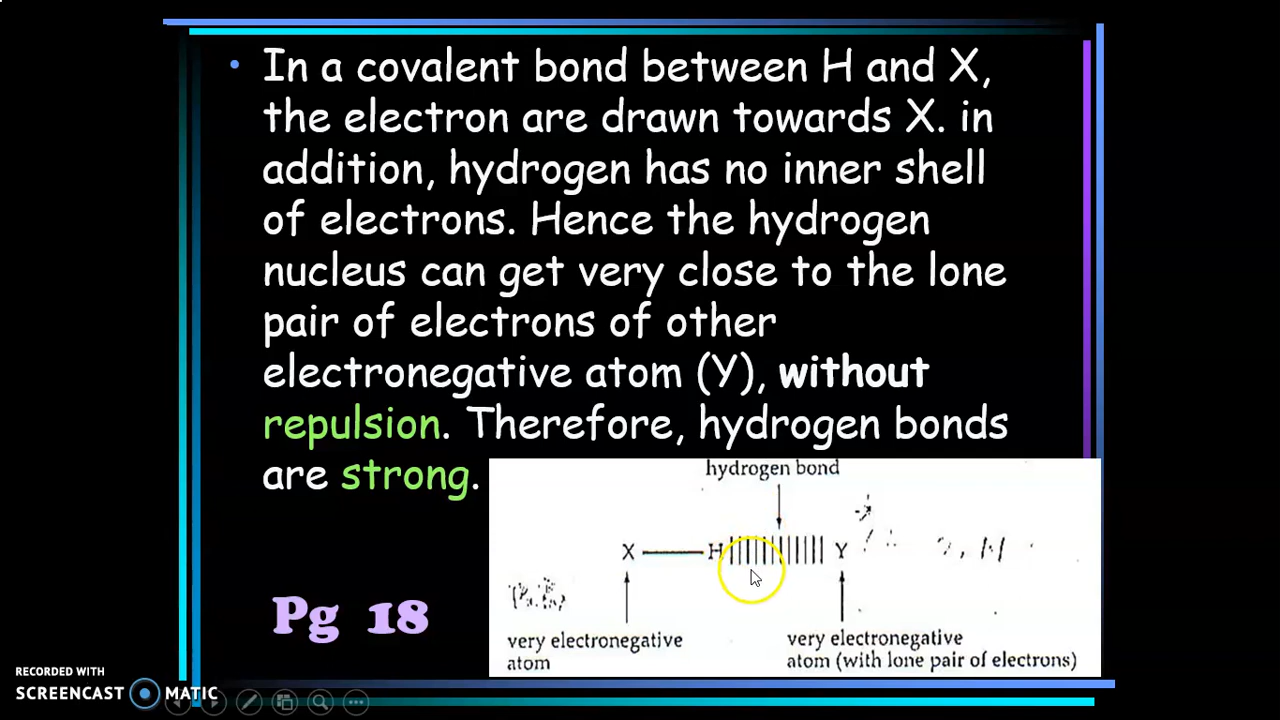 • In a covalent bond between H and X,
the electron are drawn towards X. in
addition, hydrogen has no inner shell
of electrons. Hence the hydrogen
nucleus can get very close to the lone
pair of electrons of other
electronegative atom (Y), without
repulsion. Therefore, hydrogen bonds
are strong.
hydrogen bond
X H Y
very electronegative
atom
very electronegative
atom (with lone pair of electrons)
Pg 18
RECORDED WITH
SCREENCAST MATIC